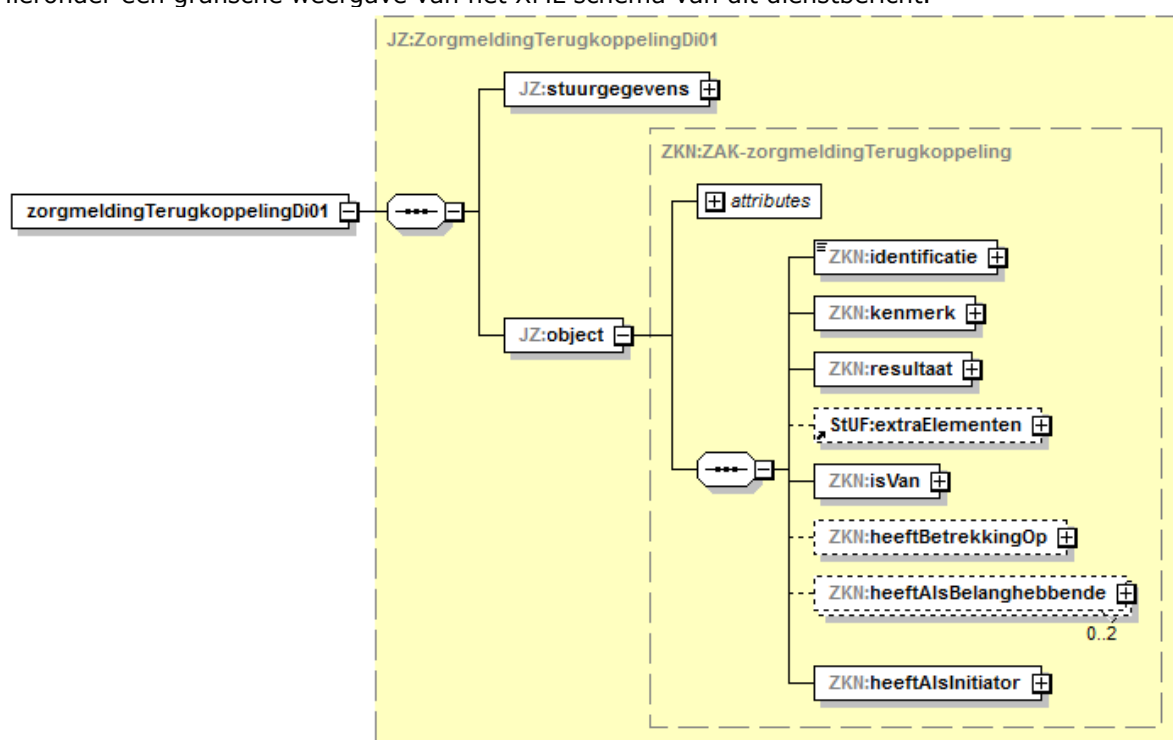 Hieronder een grafische weergave van het XML schema van dit dienstbericht.
JZ:ZorgmeldingTerugkoppelingDi01
JZ:stuurgegevens
ZKN:ZAK-zorgmeldingTerugkoppeling
attributes
zorgmeldingTerugkoppelingDi01
ZKN:identificatie
ZKN:kenmerk
JZ:object
ZKN:resultaat
StUF:extraElementen
ZKN:isVan
ZKN:heeftBetrekkingOp
ZKN:heeftAlsBelanghebbende
0..2
ZKN:heeftAlsInitiator